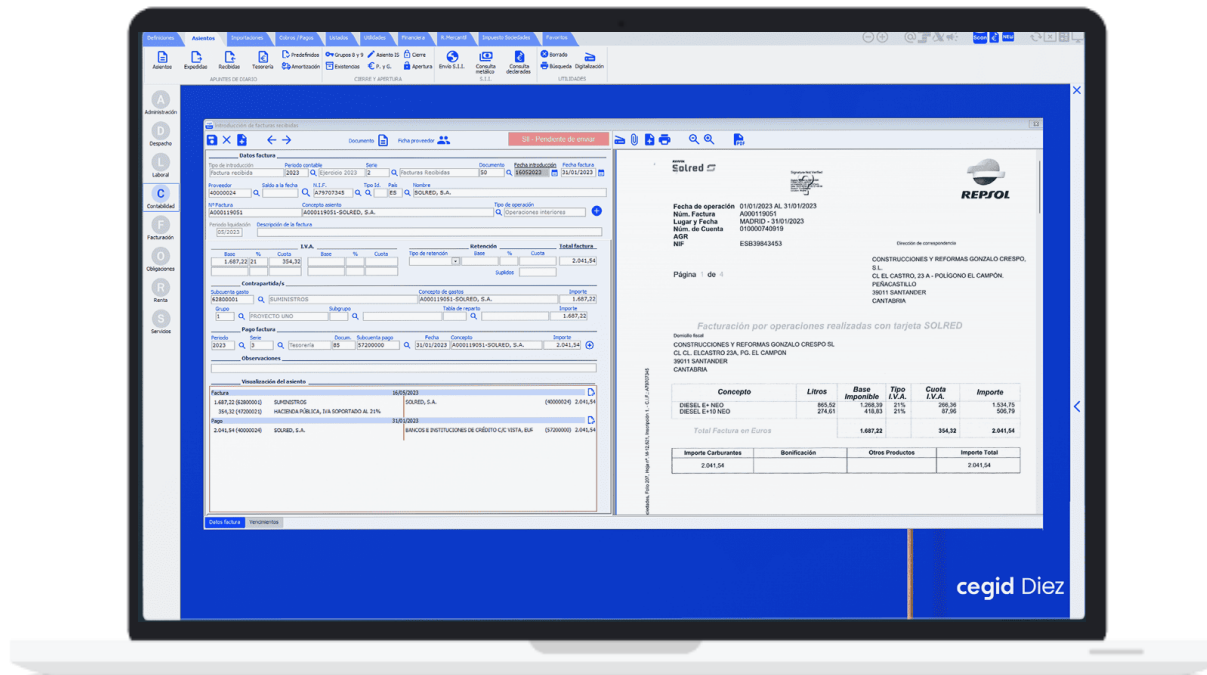 Definiciones Asientos Importaciones Cobros / Pagos Listados Utilidades Financiera R. Mercantil Impuesto Sociedades Favoritos
Scan NEW
Asientos Expedidas Recibidas Tesorería Predefinidos Amortización Grupos 8 y 9 Existencias Asiento IS P. y G. Cierre Apertura Envío S.I.I. Consulta metálico Consulta declaradas Borrado Búsqueda Digitalización
APUNTES DE DIARIO CIERRE Y APERTURA S.I.I. UTILIDADES
A
Administración
D
Despacho
L
Laboral
C
Contabilidad
F
Facturación
O
Obligaciones
R
Renta
S
Servicios
Introducción de facturas recibidas
Documento Ficha proveedor SII - Pendiente de enviar
Datos factura
Tipo de introducción Periodo contable Serie Documento Fecha introducción Fecha factura
Factura recibida 2023 Ejercicio 2023 2 Facturas Recibidas 50 16052023 31/01/2023
Proveedor Saldo a la fecha N.I.F. Tipo Id. País Nombre
40000024 A79707345 ES SOLRED, S.A.
Nº Factura Concepto asiento Tipo de operación
A000119051 A000119051-SOLRED, S.A. Operaciones interiores
Periodo liquidación Descripción de la factura
05/2023
I.V.A. Retención Total factura
Base % Cuota Base % Cuota Tipo de retención Base % Cuota
1.687,22 21 354,32 2.041,54
Suplidos
Contrapartida/s
Subcuenta gasto Concepto de gastos Importe
62800001 SUMINISTROS A000119051-SOLRED, S.A. 1.687,22
Grupo Subgrupo Tabla de reparto Importe
1 PROYECTO UNO 1.687,22
Pago factura
Periodo Serie Docum. Subcuenta pago Fecha Concepto Importe
2023 3 Tesorería 85 57200000 31/01/2023 A000119051-SOLRED, S.A. 2.041,54
Observaciones
Visualización del asiento
Factura 16/05/2023
1.687,22 (62800001) SUMINISTROS SOLRED, S.A. (40000024) 2.041,54
354,32 (47200021) HACIENDA PÚBLICA, IVA SOPORTADO AL 21%
Pago 31/01/2023
2.041,54 (40000024) SOLRED, S.A. BANCOS E INSTITUCIONES DE CRÉDITO C/C VISTA, EUR (57200000) 2.041,54
Datos factura Vencimientos
PDF
Solred
REPSOL
Fecha de operación 01/01/2023 AL 31/01/2023
Núm. Factura A000119051
Lugar y Fecha MADRID - 31/01/2023
Núm. de Cuenta 010000740919
AGR
NIF ESB39843453
Dirección de correspondencia
CONSTRUCCIONES Y REFORMAS GONZALO CRESPO,
S.L.
CL EL CASTRO, 23 A - POLÍGONO EL CAMPÓN.
PEÑACASTILLO
39011 SANTANDER
CANTABRIA
Página 1 de 4
Facturación por operaciones realizadas con tarjeta SOLRED
Domicilio fiscal
CONSTRUCCIONES Y REFORMAS GONZALO CRESPO SL
CL CL. ELCASTRO 23A, PG. EL CAMPON
39011 SANTANDER
CANTABRIA
Concepto Litros Base Imponible Tipo I.V.A. Cuota I.V.A. Importe
DIESEL E+ NEO 865,52 1.268,39 21% 266,36 1.534,75
DIESEL E+10 NEO 274,61 418,83 21% 87,96 506,79
Total Factura en Euros 1.687,22 354,32 2.041,54
Importe Carburantes Bonificación Otros Productos Importe Total
2.041,54 2.041,54
cegid Diez